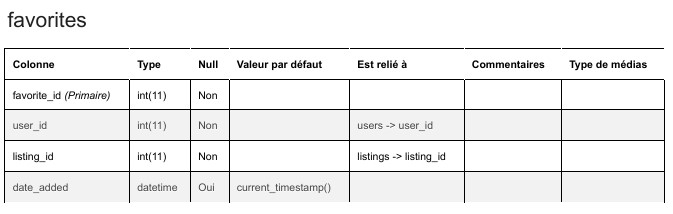 favorites
Colonne Type Null Valeur par défaut Est relié à Commentaires Type de médias
favorite_id (Primaire) int(11) Non
user_id int(11) Non users -> user_id
listing_id int(11) Non listings -> listing_id
date_added datetime Oui current_timestamp()